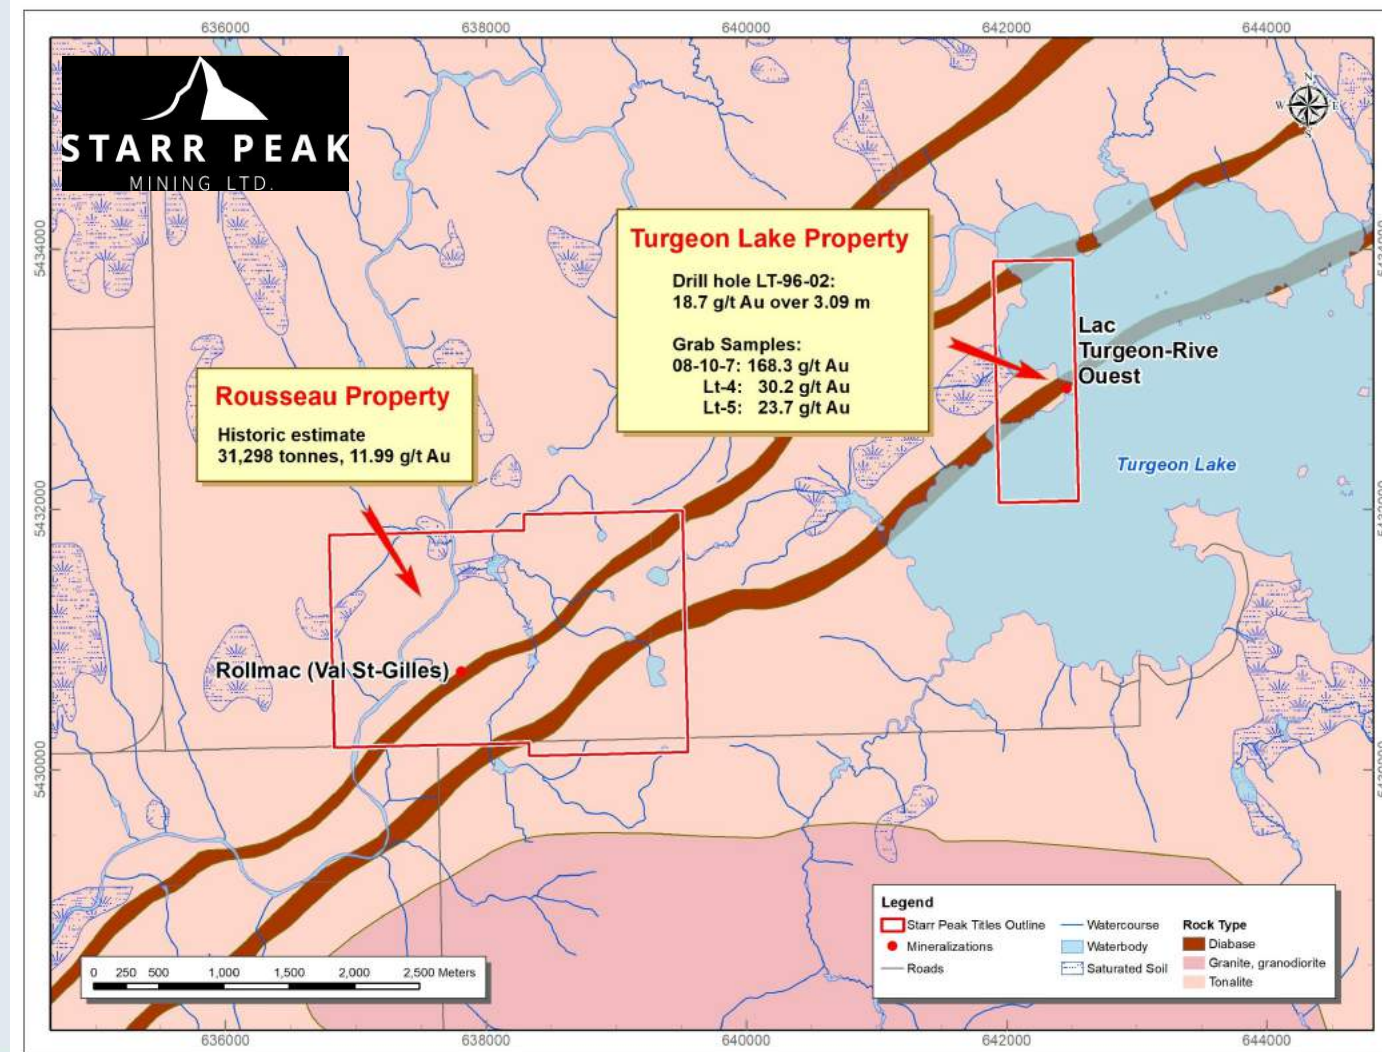 636000
638000
640000
642000
644000
STARR PEAK
MINING LTD.
N
W
E
S
5434000
5434000
Turgeon Lake Property
Drill hole LT-96-02:
18.7 g/t Au over 3.09 m
Grab Samples:
08-10-7: 168.3 g/t Au
Lt-4: 30.2 g/t Au
Lt-5: 23.7 g/t Au
Lac
Turgeon-Rive
Ouest
Rousseau Property
Historic estimate
31,298 tonnes, 11.99 g/t Au
Turgeon Lake
5432000
5432000
Rollmac (Val St-Gilles)
5430000
5430000
Legend
Starr Peak Titles Outline
Mineralizations
Roads
Watercourse
Waterbody
Saturated Soil
Rock Type
Diabase
Granite, granodiorite
Tonalite
0 250 500 1,000 1,500 2,000 2,500 Meters
636000
638000
640000
642000
644000